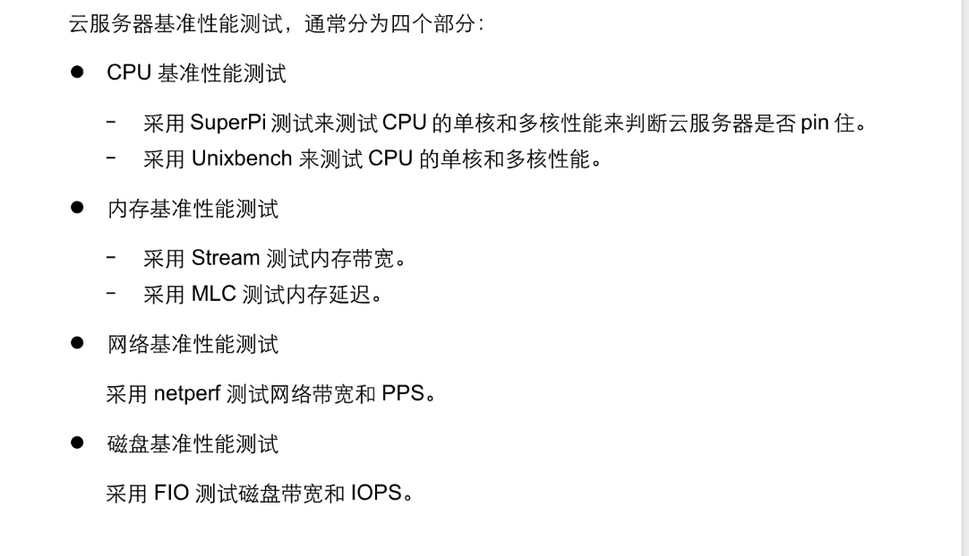 云服务器基准性能测试，通常分为四个部分：
● CPU 基准性能测试
- 采用 SuperPi 测试来测试 CPU 的单核和多核性能来判断云服务器是否 pin 住。
- 采用 Unixbench 来测试 CPU 的单核和多核性能。
● 内存基准性能测试
- 采用 Stream 测试内存带宽。
- 采用 MLC 测试内存延迟。
● 网络基准性能测试
采用 netperf 测试网络带宽和 PPS。
● 磁盘基准性能测试
采用 FIO 测试磁盘带宽和 IOPS。